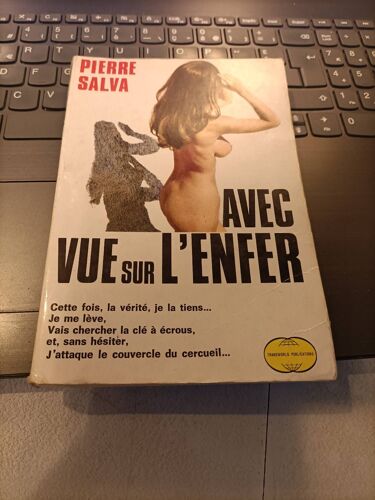 PIERRE
SALVA
AVEC
VUE SUR L'ENFER
Cette fois, la vérité, je la tiens...
Je me lève,
Vais chercher la clé à écrous,
et, sans hésiter,
J'attaque le couvercle du cercueil...
TRANSWORLD PUBLICATIONS